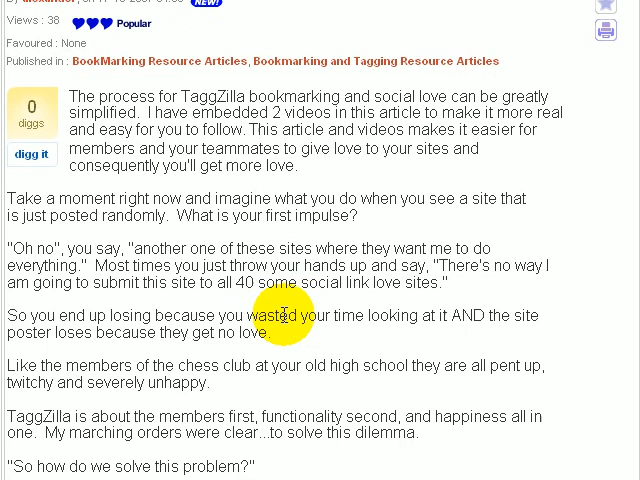 NEW!
Views : 38 Popular
Favoured : None
Published in : BookMarking Resource Articles, Bookmarking and Tagging Resource Articles
0
diggs
digg it
The process for TaggZilla bookmarking and social love can be greatly
simplified. I have embedded 2 videos in this article to make it more real
and easy for you to follow. This article and videos makes it easier for
members and your teammates to give love to your sites and
consequently you'll get more love.
Take a moment right now and imagine what you do when you see a site that
is just posted randomly. What is your first impulse?
"Oh no", you say, "another one of these sites where they want me to do
everything." Most times you just throw your hands up and say, "There's no way I
am going to submit this site to all 40 some social link love sites."
So you end up losing because you wasted your time looking at it AND the site
poster loses because they get no love.
Like the members of the chess club at your old high school they are all pent up,
twitchy and severely unhappy.
TaggZilla is about the members first, functionality second, and happiness all in
one. My marching orders were clear...to solve this dilemma.
"So how do we solve this problem?"